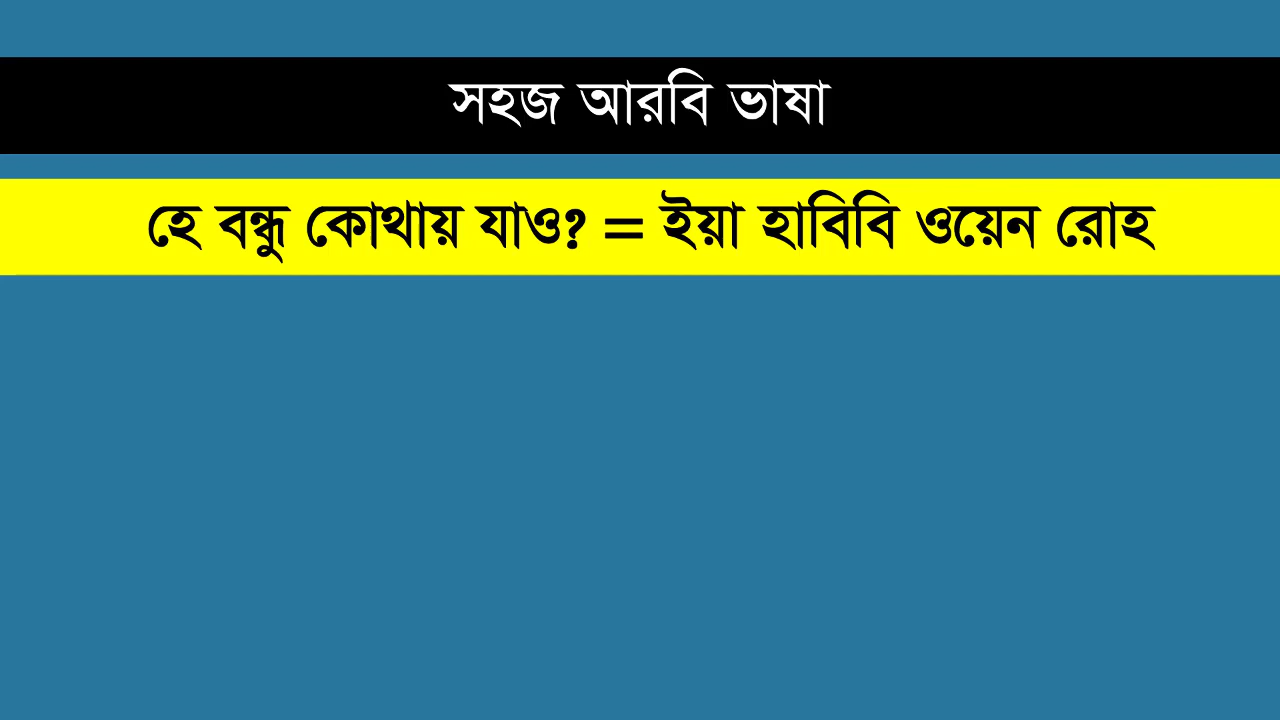 সহজ আরবি ভাষা
হে বন্ধু কোথায় যাও? = ইয়া হাবিবি ওয়েন রোহ